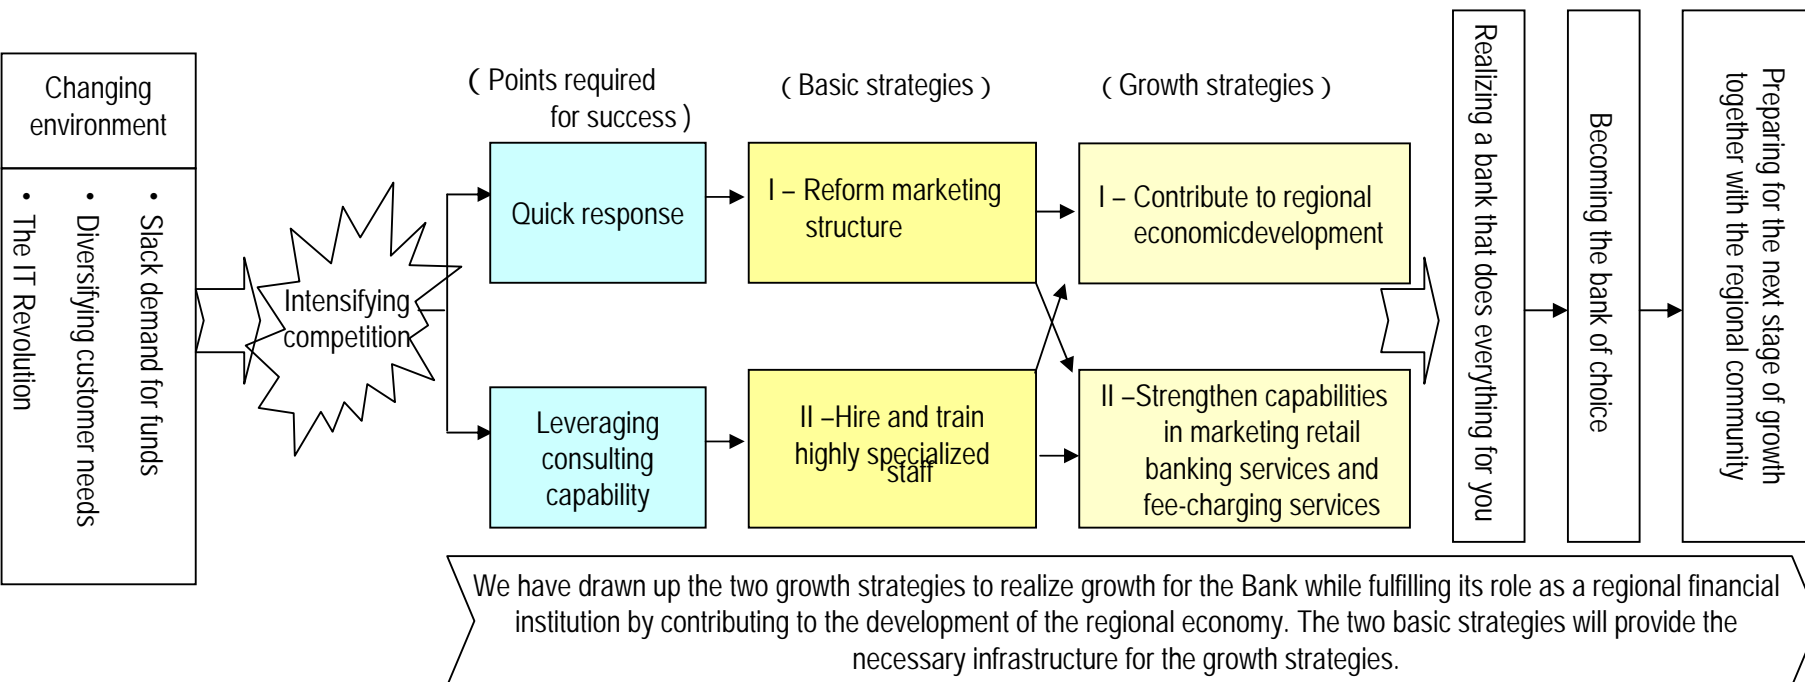 Changing
environment
• Slack demand for funds
• Diversifying customer needs
• The IT Revolution
Intensifying
competition
( Points required
for success )
Quick response
Leveraging
consulting
capability
( Basic strategies )
I – Reform marketing
structure
II –Hire and train
highly specialized
staff
( Growth strategies )
I – Contribute to regional
economicdevelopment
II –Strengthen capabilities
in marketing retail
banking services and
fee-charging services
Realizing a bank that does everything for you
Becoming the bank of choice
Preparing for the next stage of growth
together with the regional community
We have drawn up the two growth strategies to realize growth for the Bank while fulfilling its role as a regional financial
institution by contributing to the development of the regional economy. The two basic strategies will provide the
necessary infrastructure for the growth strategies.